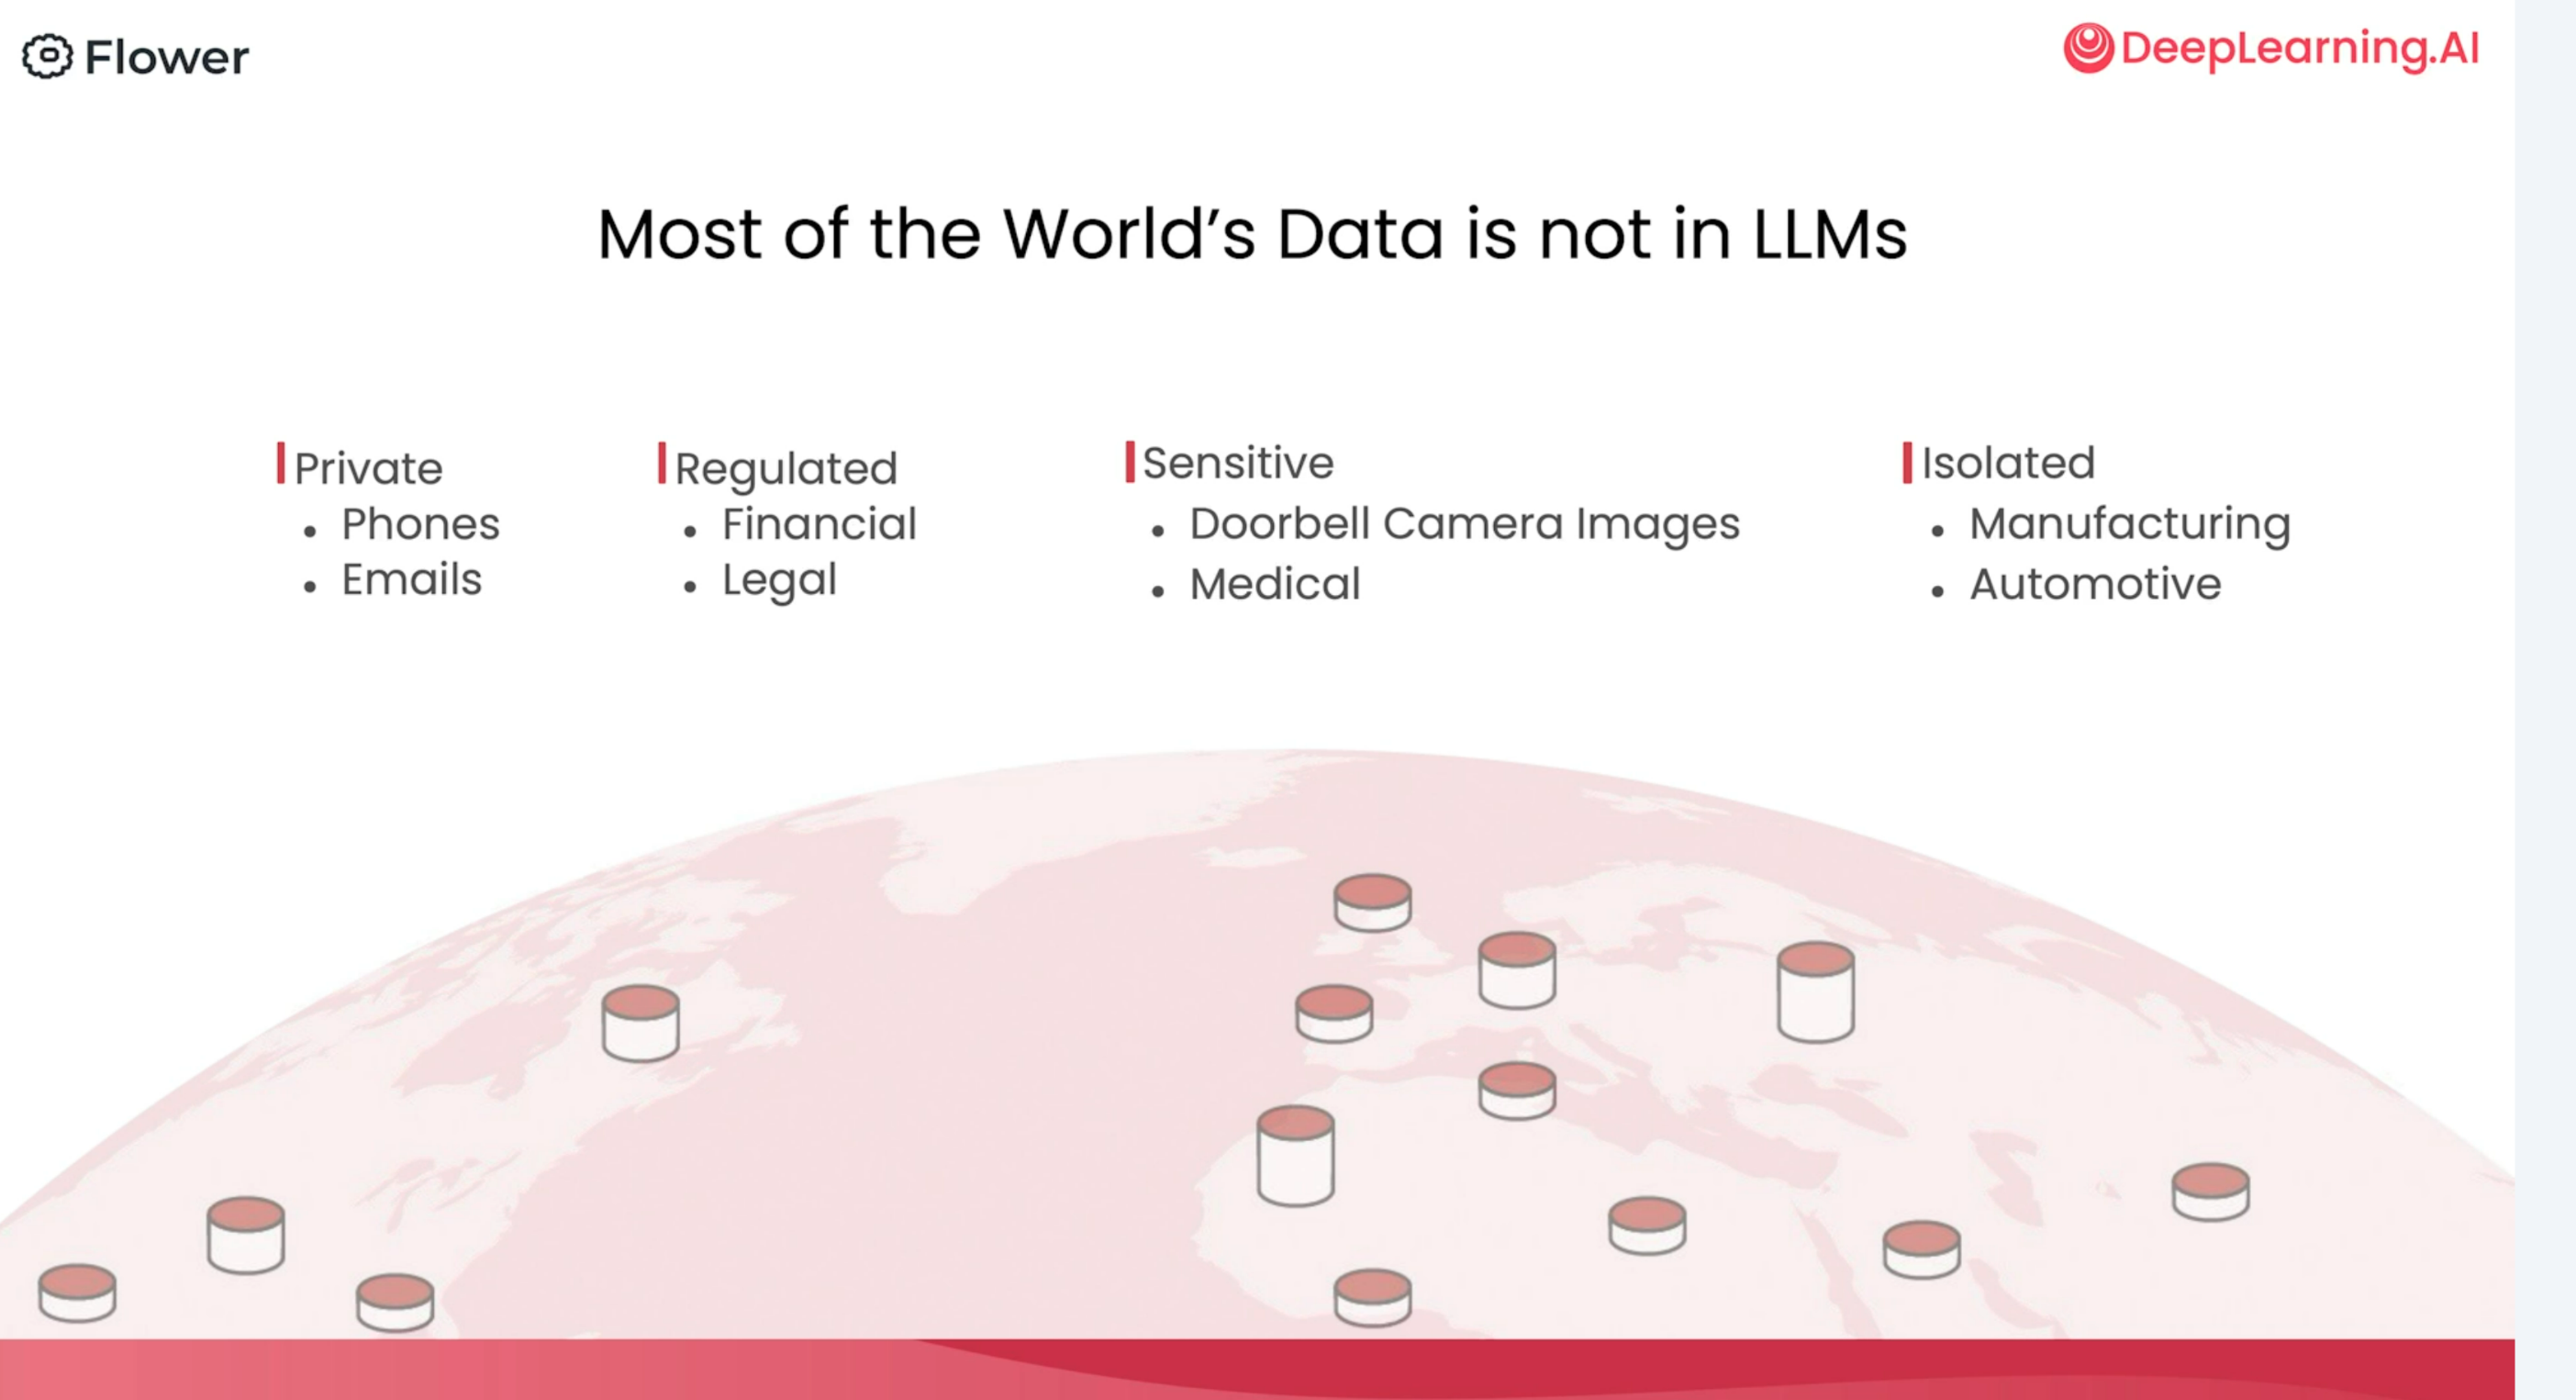 Flower
DeepLearning.AI
Most of the World’s Data is not in LLMs
Private
• Phones
• Emails
Regulated
• Financial
• Legal
Sensitive
• Doorbell Camera Images
• Medical
Isolated
• Manufacturing
• Automotive